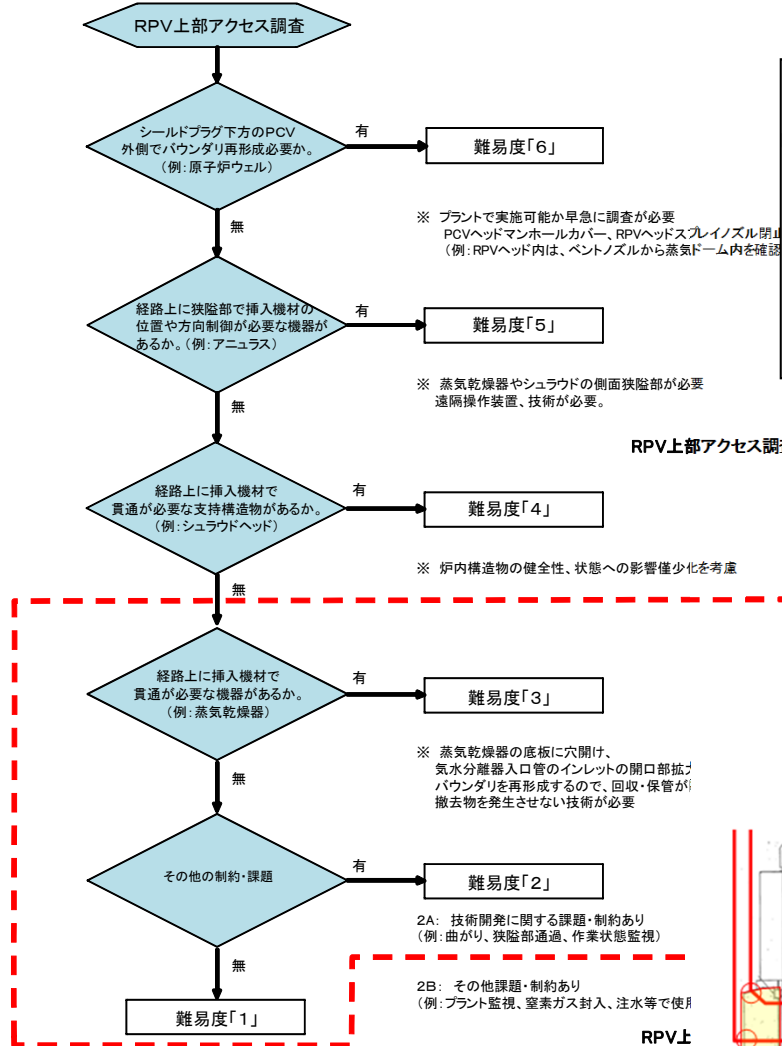 RPV上部アクセス調査
シールドプラグ下方のPCV
外側でバウンダリ再形成必要か。
(例:原子炉ウェル)
有
難易度「6」
無
※ プラントで実施可能か早急に調査が必要
PCVヘッドマンホールカバー、RPVヘッドスプレイノズル閉止
(例:RPVヘッド内は、ベントノズルから蒸気ドーム内を確認
経路上に狭隘部で挿入機材の
位置や方向制御が必要な機器が
あるか。(例:アニュラス)
有
難易度「5」
無
※ 蒸気乾燥器やシュラウドの側面狭隘部が必要
遠隔操作装置、技術が必要。
RPV上部アクセス調
経路上に挿入機材で
貫通が必要な支持構造物があるか。
(例:シュラウドヘッド)
有
難易度「4」
無
※ 炉内構造物の健全性、状態への影響僅少化を考慮
経路上に挿入機材で
貫通が必要な機器があるか。
(例:蒸気乾燥器)
有
難易度「3」
無
※ 蒸気乾燥器の底板に穴開け、
気水分離器入口管のインレットの開口部拡
バウンダリを再形成するので、回収・保管が
撤去物を発生させない技術が必要
その他の制約・課題
有
難易度「2」
無
2A: 技術開発に関する課題・制約あり
(例:曲がり、狭隘部通過、作業状態監視)
2B: その他課題・制約あり
(例:プラント監視、窒素ガス封入、注水等で使
難易度「1」
RPV上